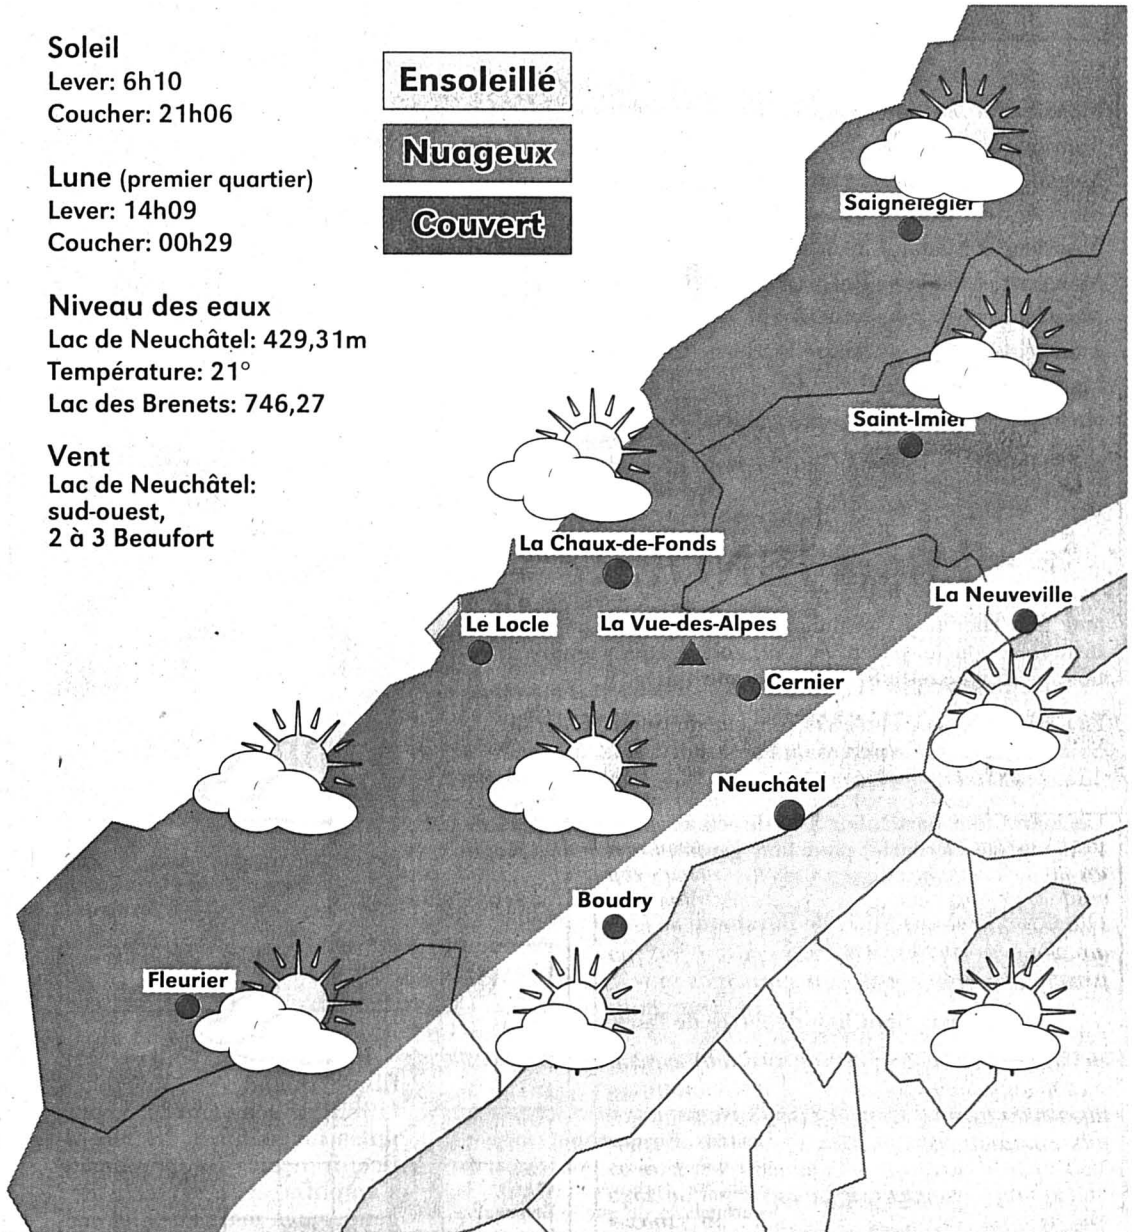 Soleil
Lever: 6h10
Coucher: 21h06
Lune (premier quartier)
Lever: 14h09
Coucher: 00h29
Niveau des eaux
Lac de Neuchâtel: 429,31m
Température: 21°
Lac des Brenets: 746,27
Vent
Lac de Neuchâtel:
sud-ouest,
2 à 3 Beaufort
Ensoleillé
Nuageux
Couvert
Saignelégier
Saint-Imier
La Chaux-de-Fonds
La Neuveville
Le Locle
La Vue-des-Alpes
Cernier
Neuchâtel
Boudry
Fleurier